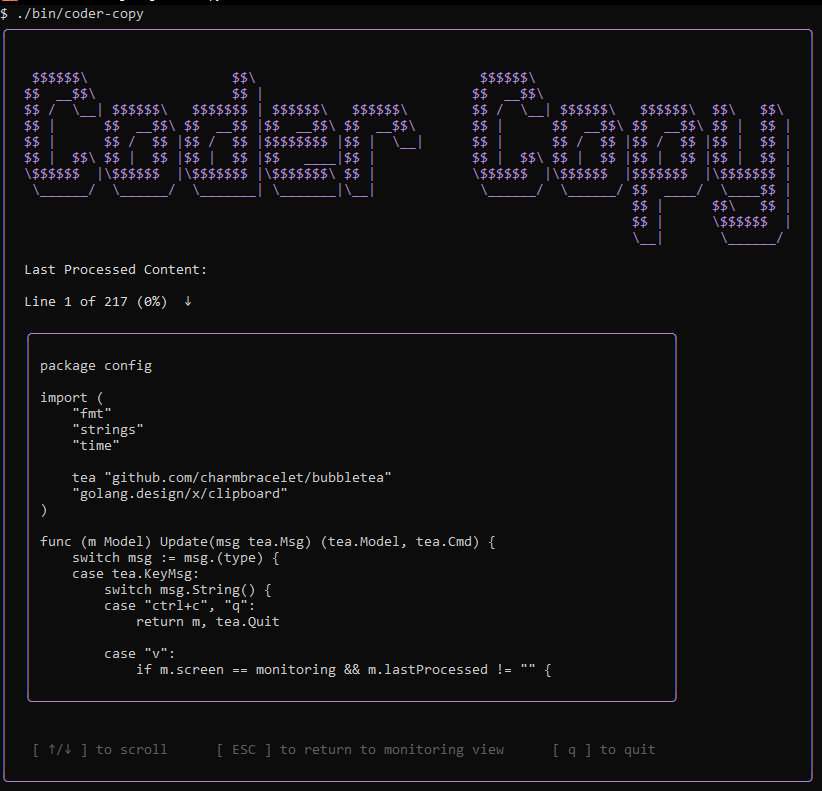 $ ./bin/coder-copy
Coder Copy
Last Processed Content:
Line 1 of 217 (0%) ↓
package config
import (
"fmt"
"strings"
"time"
tea "github.com/charmbracelet/bubbletea"
"golang.design/x/clipboard"
)
func (m Model) Update(msg tea.Msg) (tea.Model, tea.Cmd) {
switch msg := msg.(type) {
case tea.KeyMsg:
switch msg.String() {
case "ctrl+c", "q":
return m, tea.Quit
case "v":
if m.screen == monitoring && m.lastProcessed != "" {
[ ↑/↓ ] to scroll [ ESC ] to return to monitoring view [ q ] to quit